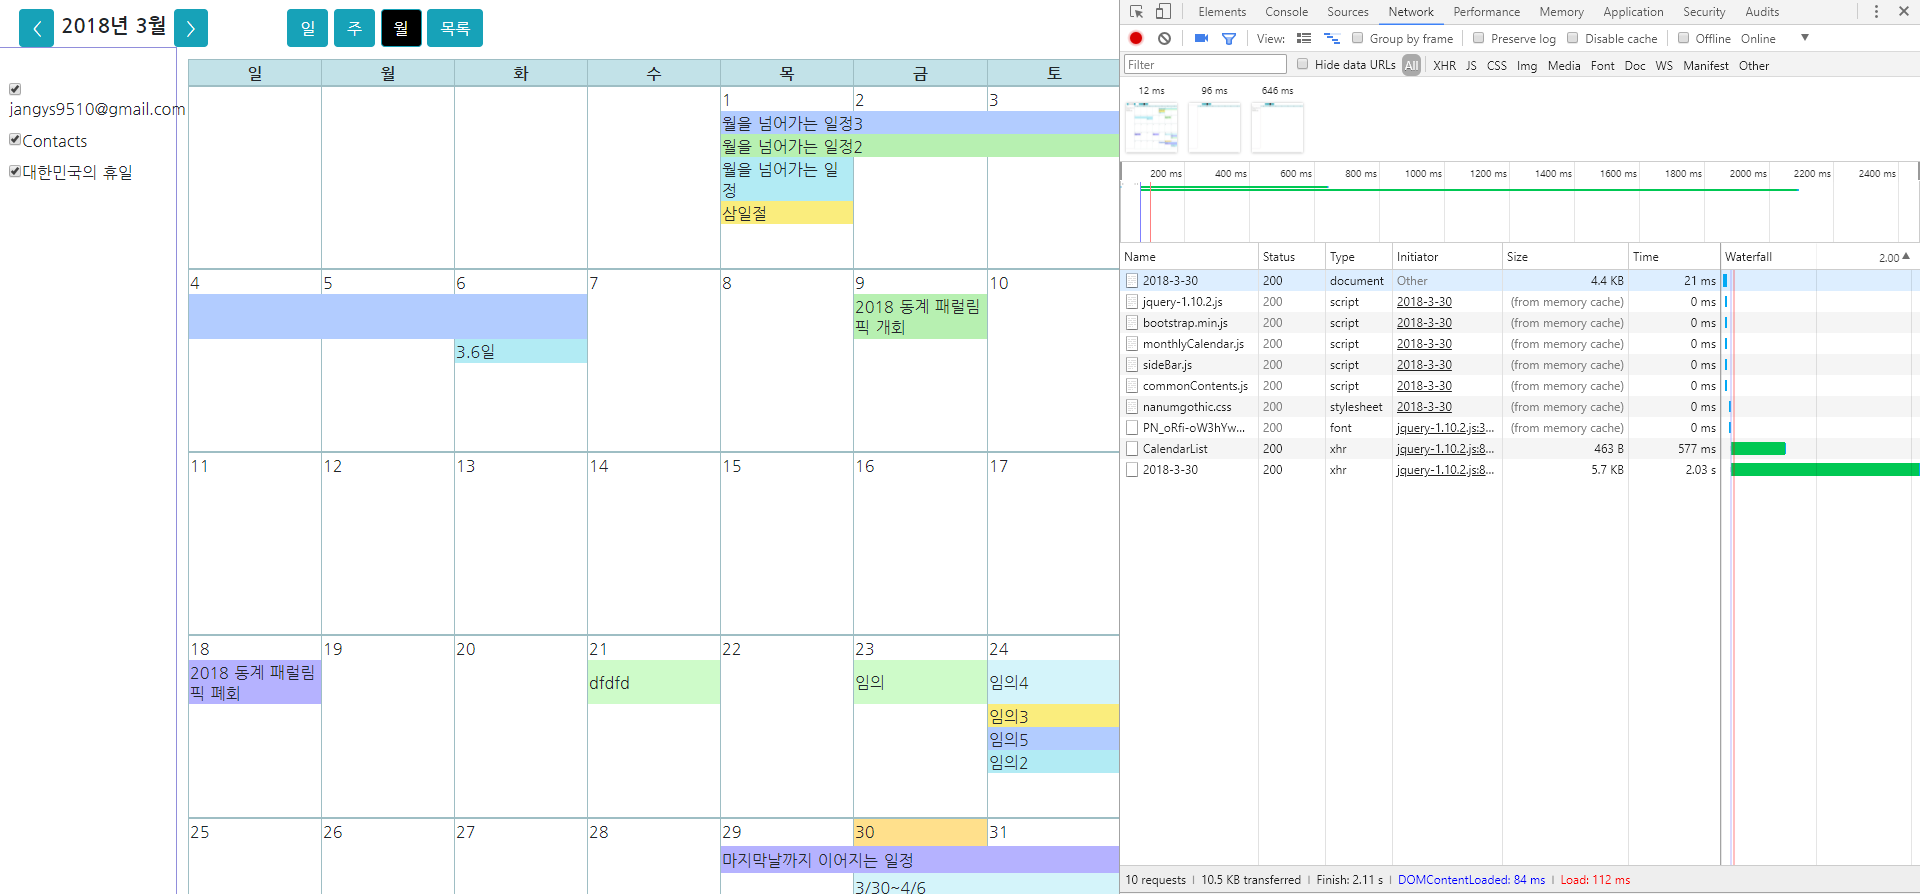 2018년 3월
일 주 월 목록
jangys9510@gmail.com
Contacts
대한민국의 휴일
일 월 화 수 목 금 토
1 2 3
월을 넘어가는 일정3
월을 넘어가는 일정2
월을 넘어가는 일
정
삼일절
4 5 6 7 8 9 10
2018 동계 패럴림
픽 개회
3.6일
11 12 13 14 15 16 17
18 19 20 21 22 23 24
2018 동계 패럴림
픽 폐회
dfdfd
임의
임의4
임의3
임의5
임의2
25 26 27 28 29 30 31
마지막날까지 이어지는 일정
3/30~4/6
Elements Console Sources Network Performance Memory Application Security Audits
View: Group by frame Preserve log Disable cache Offline Online
Filter Hide data URLs All XHR JS CSS Img Media Font Doc WS Manifest Other
12 ms 96 ms 646 ms
200 ms 400 ms 600 ms 800 ms 1000 ms 1200 ms 1400 ms 1600 ms 1800 ms 2000 ms 2200 ms 2400 ms
Name Status Type Initiator Size Time Waterfall 2.00
2018-3-30 200 document Other 4.4 KB 21 ms
jquery-1.10.2.js 200 script 2018-3-30 (from memory cache) 0 ms
bootstrap.min.js 200 script 2018-3-30 (from memory cache) 0 ms
monthlyCalendar.js 200 script 2018-3-30 (from memory cache) 0 ms
sideBar.js 200 script 2018-3-30 (from memory cache) 0 ms
commonContents.js 200 script 2018-3-30 (from memory cache) 0 ms
nanumgothic.css 200 stylesheet 2018-3-30 (from memory cache) 0 ms
PN_oRfi-oW3hYw... 200 font jquery-1.10.2.js:3... (from memory cache) 0 ms
CalendarList 200 xhr jquery-1.10.2.js:8... 463 B 577 ms
2018-3-30 200 xhr jquery-1.10.2.js:8... 5.7 KB 2.03 s
10 requests | 10.5 KB transferred | Finish: 2.11 s | DOMContentLoaded: 84 ms | Load: 112 ms